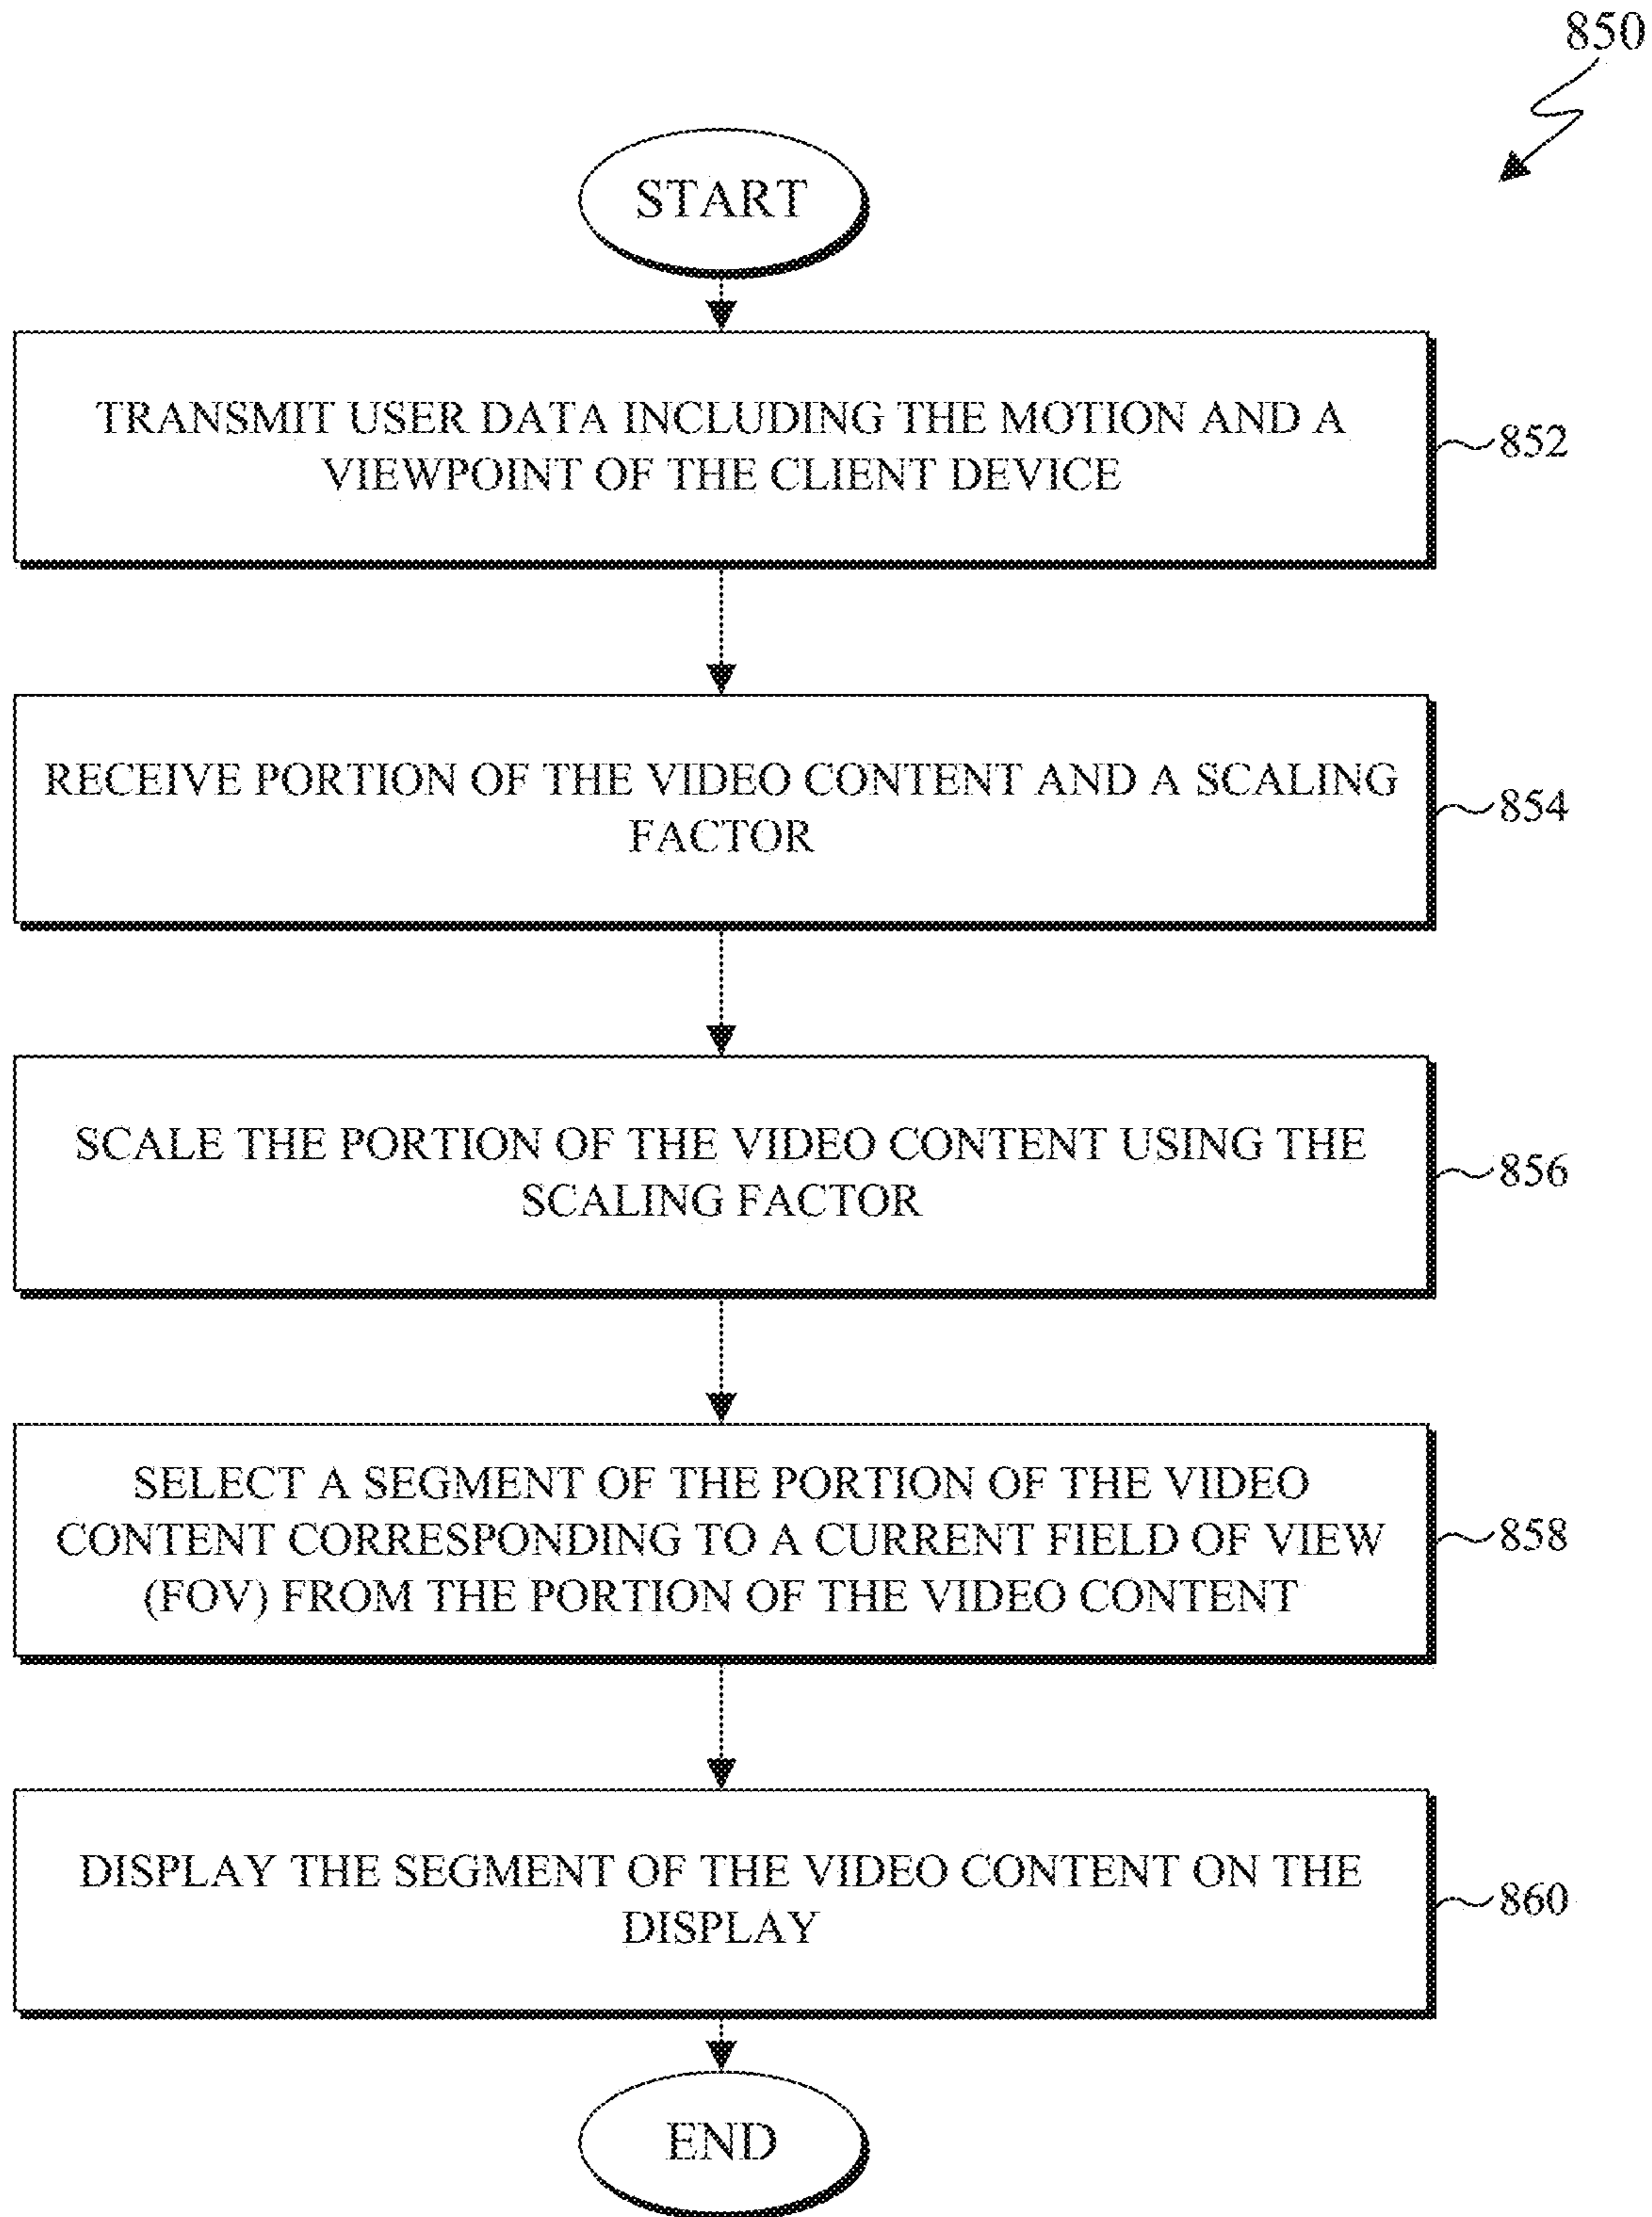 850
START
TRANSMIT USER DATA INCLUDING THE MOTION AND A
VIEWPOINT OF THE CLIENT DEVICE
852
RECEIVE PORTION OF THE VIDEO CONTENT AND A SCALING
FACTOR
854
SCALE THE PORTION OF THE VIDEO CONTENT USING THE
SCALING FACTOR
856
SELECT A SEGMENT OF THE PORTION OF THE VIDEO
CONTENT CORRESPONDING TO A CURRENT FIELD OF VIEW
(FOV) FROM THE PORTION OF THE VIDEO CONTENT
858
DISPLAY THE SEGMENT OF THE VIDEO CONTENT ON THE
DISPLAY
860
END